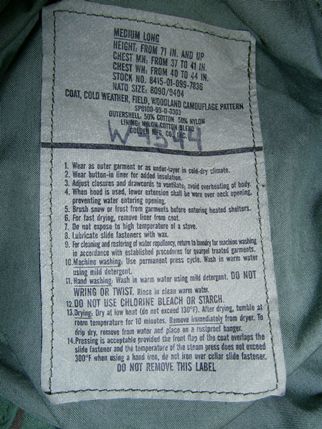 MEDIUM LONG
HEIGHT: FROM 71 IN. AND UP
CHEST MH: FROM 37 TO 41 IN.
CHEST WH: FROM 40 TO 44 IN.
STOCK NO. 8415-01-099-7836
NATO SIZE: 8090/9404
COAT, COLD WEATHER, FIELD, WOODLAND CAMOUFLAGE PATTERN
OUTERSHELL: 50% COTTON 50% NYLON
LINING: NYLON/COTTON BLEND
GOLDEN MFG. CO., INC.
1. Wear as outer garment or as under-layer in cold-dry climate.
2. Wear button-in liner for added insulation.
3. Adjust closures and drawcords to ventilate, avoid overheating of body.
4. When hood is used, lower extension shall be worn over neck opening,
preventing water entering opening.
5. Brush snow or frost from garments before entering heated shelters.
6. For fast drying, remove liner from coat.
7. Do not expose to high temperature of a stove.
8. Lubricate slide fasteners with wax.
9. For cleaning and restoring of water repellency, return to laundry for machine washing
in accordance with established procedures for quarpel treated garments.
10. Machine washing: Use permanent press cycle. Wash in warm water
using mild detergent.
11. Hand washing: Wash in warm water using mild detergent. DO NOT
WRING OR TWIST. Rinse in clean warm water.
12. DO NOT USE CHLORINE BLEACH OR STARCH.
13. Drying: Dry at low heat (do not exceed 130°F). After drying, tumble at
room temperature for 10 minutes. Remove immediately from dryer. To
drip dry, remove from water and place on a rustproof hanger.
14. Pressing is acceptable provided the front flap of the coat overlaps the
slide fastener and the temperature of the steam press does not exceed
300°F when using a hand iron, do not iron over collar slide fastener.
DO NOT REMOVE THIS LABEL